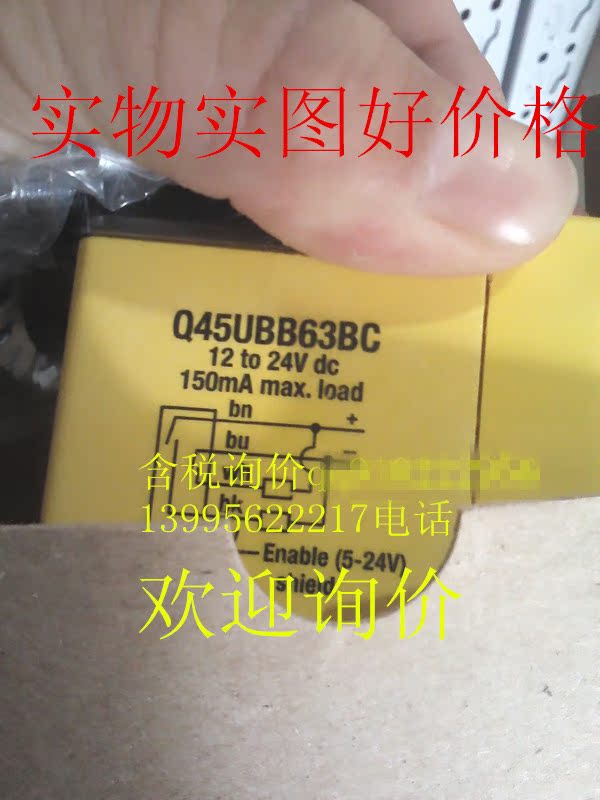 实物实图好价格
Q45UBB63BC
12 to 24V dc
150mA max. load
bn
+
bu
−
含税询价
bk
13995622217电话
Enable (5-24V)
shield
欢迎询价